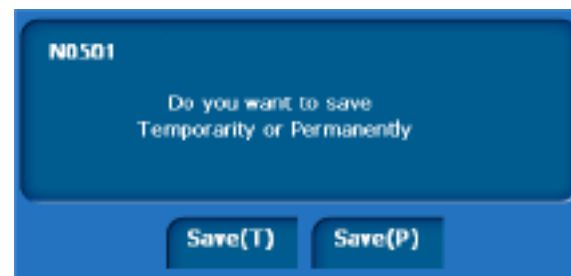 N0501
Do you want to save
Temporarity or Permanently
Save(T) Save(P)